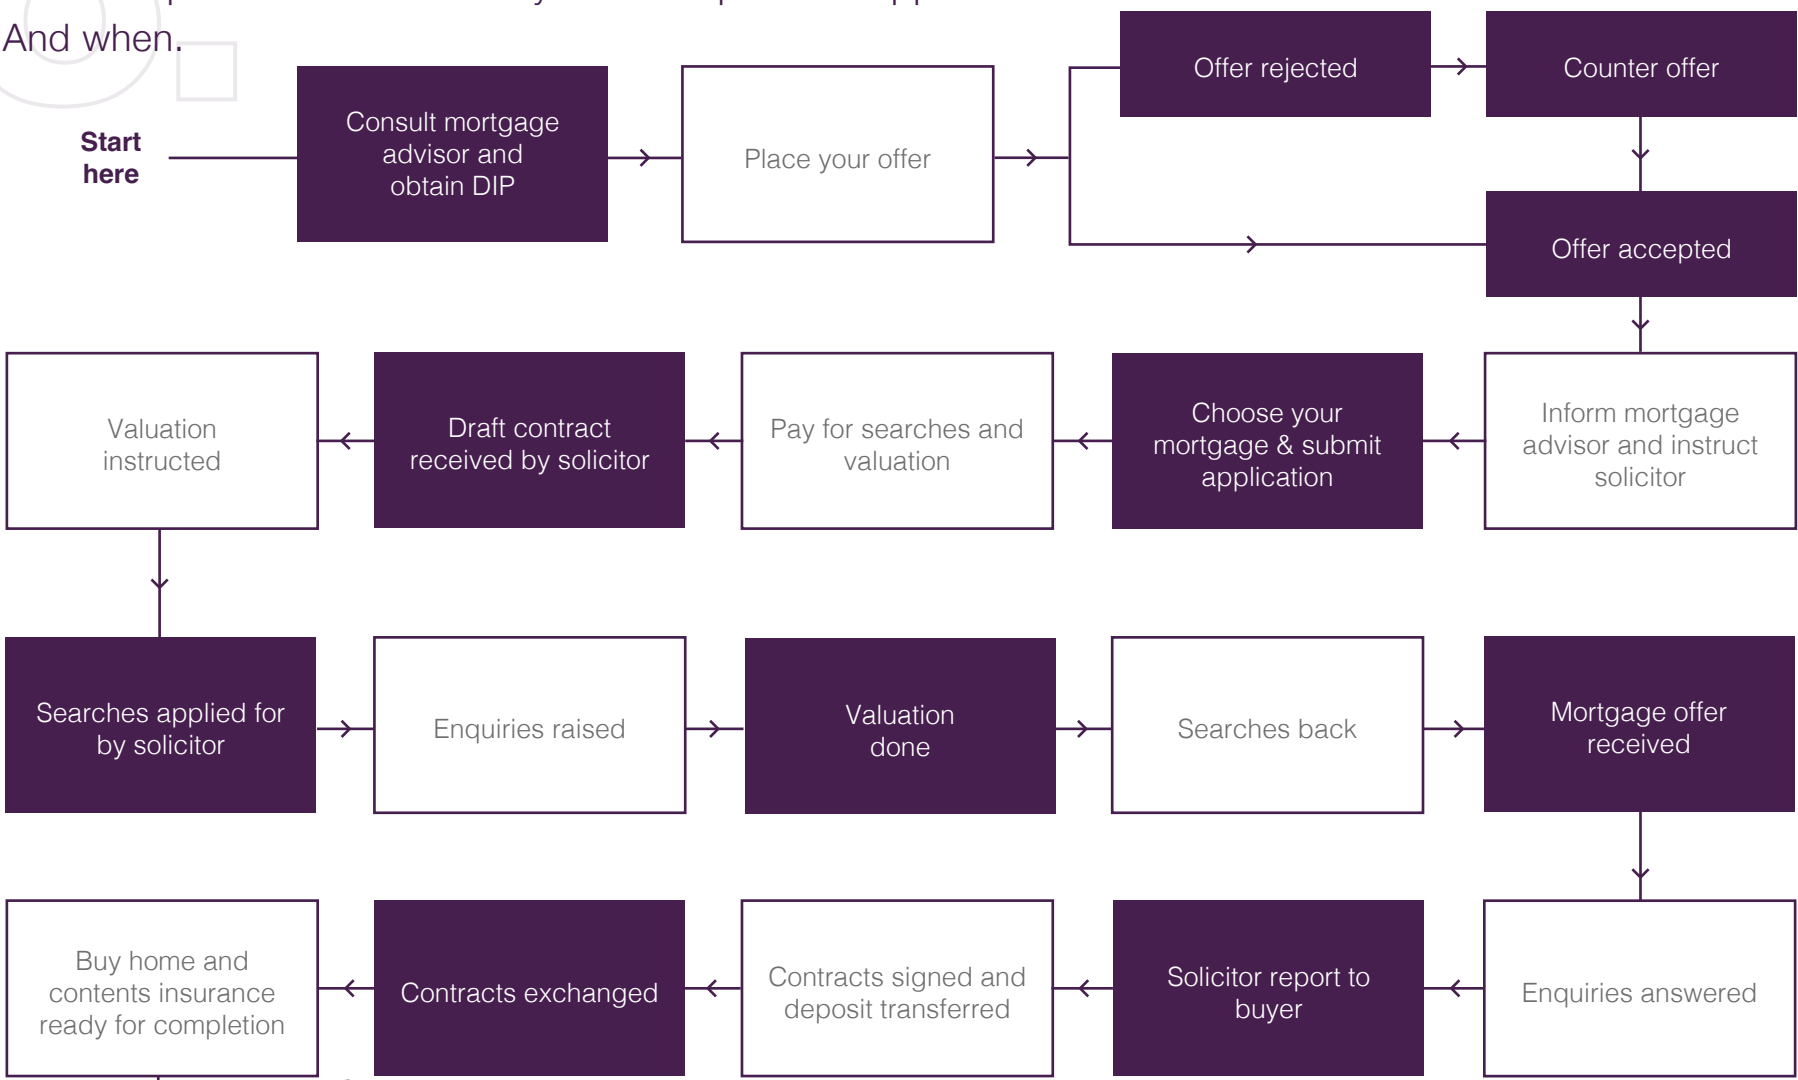 And when.
Start
here
Consult mortgage
advisor and
obtain DIP
Place your offer
Offer rejected
Counter offer
Offer accepted
Inform mortgage
advisor and instruct
solicitor
Choose your
mortgage & submit
application
Pay for searches and
valuation
Draft contract
received by solicitor
Valuation
instructed
Searches applied for
by solicitor
Enquiries raised
Valuation
done
Searches back
Mortgage offer
received
Enquiries answered
Solicitor report to
buyer
Contracts signed and
deposit transferred
Contracts exchanged
Buy home and
contents insurance
ready for completion